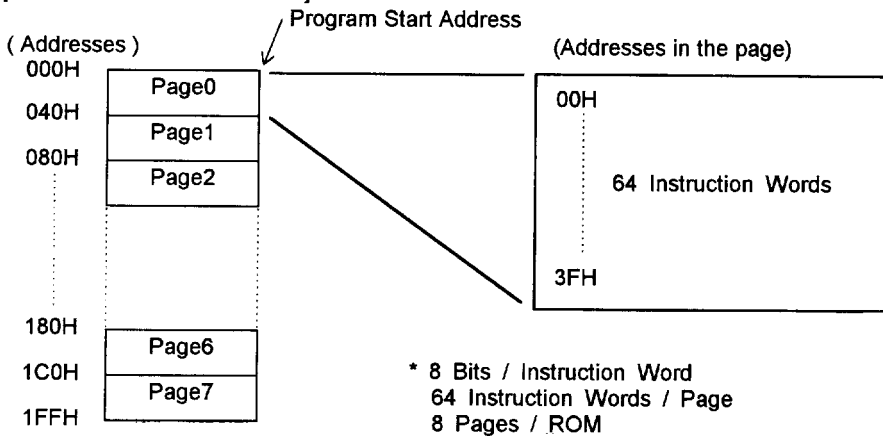 Program Start Address
( Addresses )
(Addresses in the page)
000H
Page0
00H
040H
Page1
080H
Page2
64 Instruction Words
3FH
180H
Page6
1C0H
Page7
1FFH
* 8 Bits / Instruction Word
64 Instruction Words / Page
8 Pages / ROM